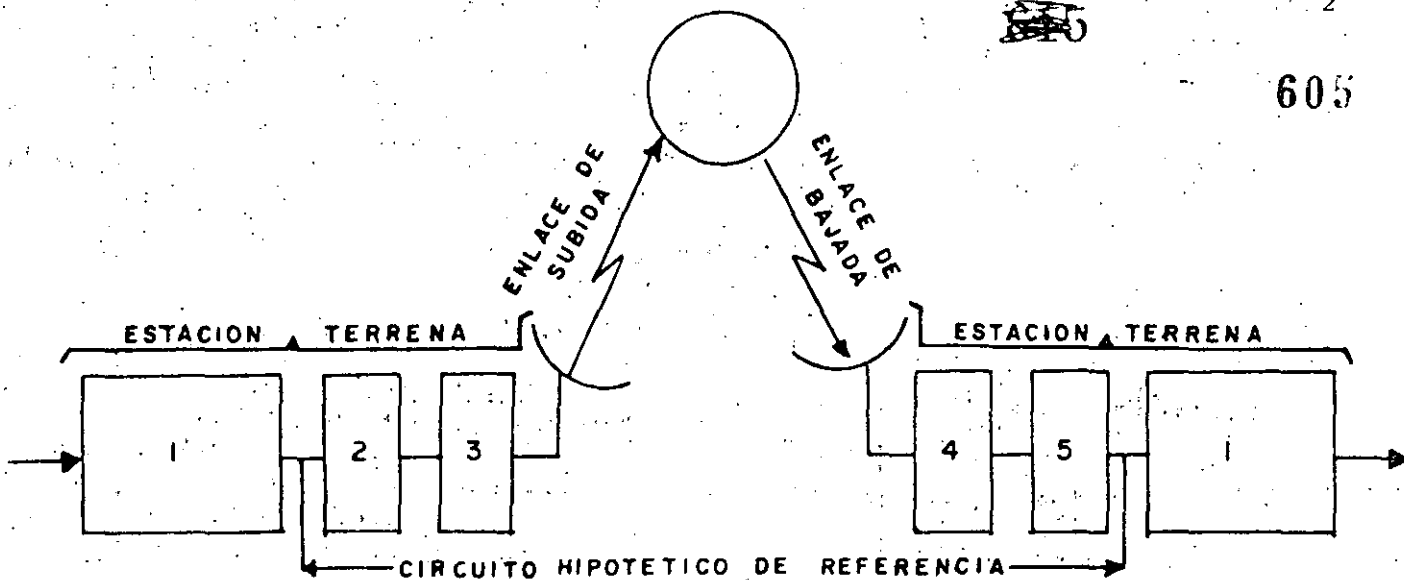 2
605
ENLACE DE
SUBIDA
ENLACE DE
BAJADA
ESTACION TERRENA
ESTACION TERRENA
1
2
3
4
5
1
CIRCUITO HIPOTETICO DE REFERENCIA